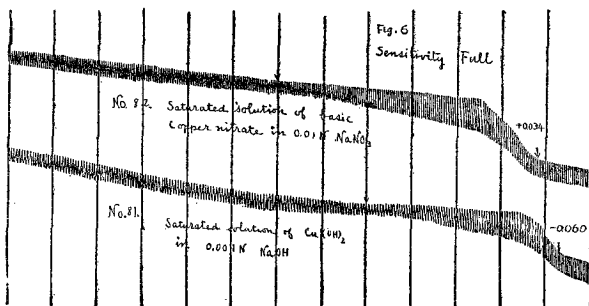 Fig. 6
Sensitivity Full
No. 82. Saturated solution of basic
Copper nitrate in 0.01 N NaNO3
+0.034
No. 81.
Saturated solution of Cu(OH)2
in 0.001 N NaOH
-0.060